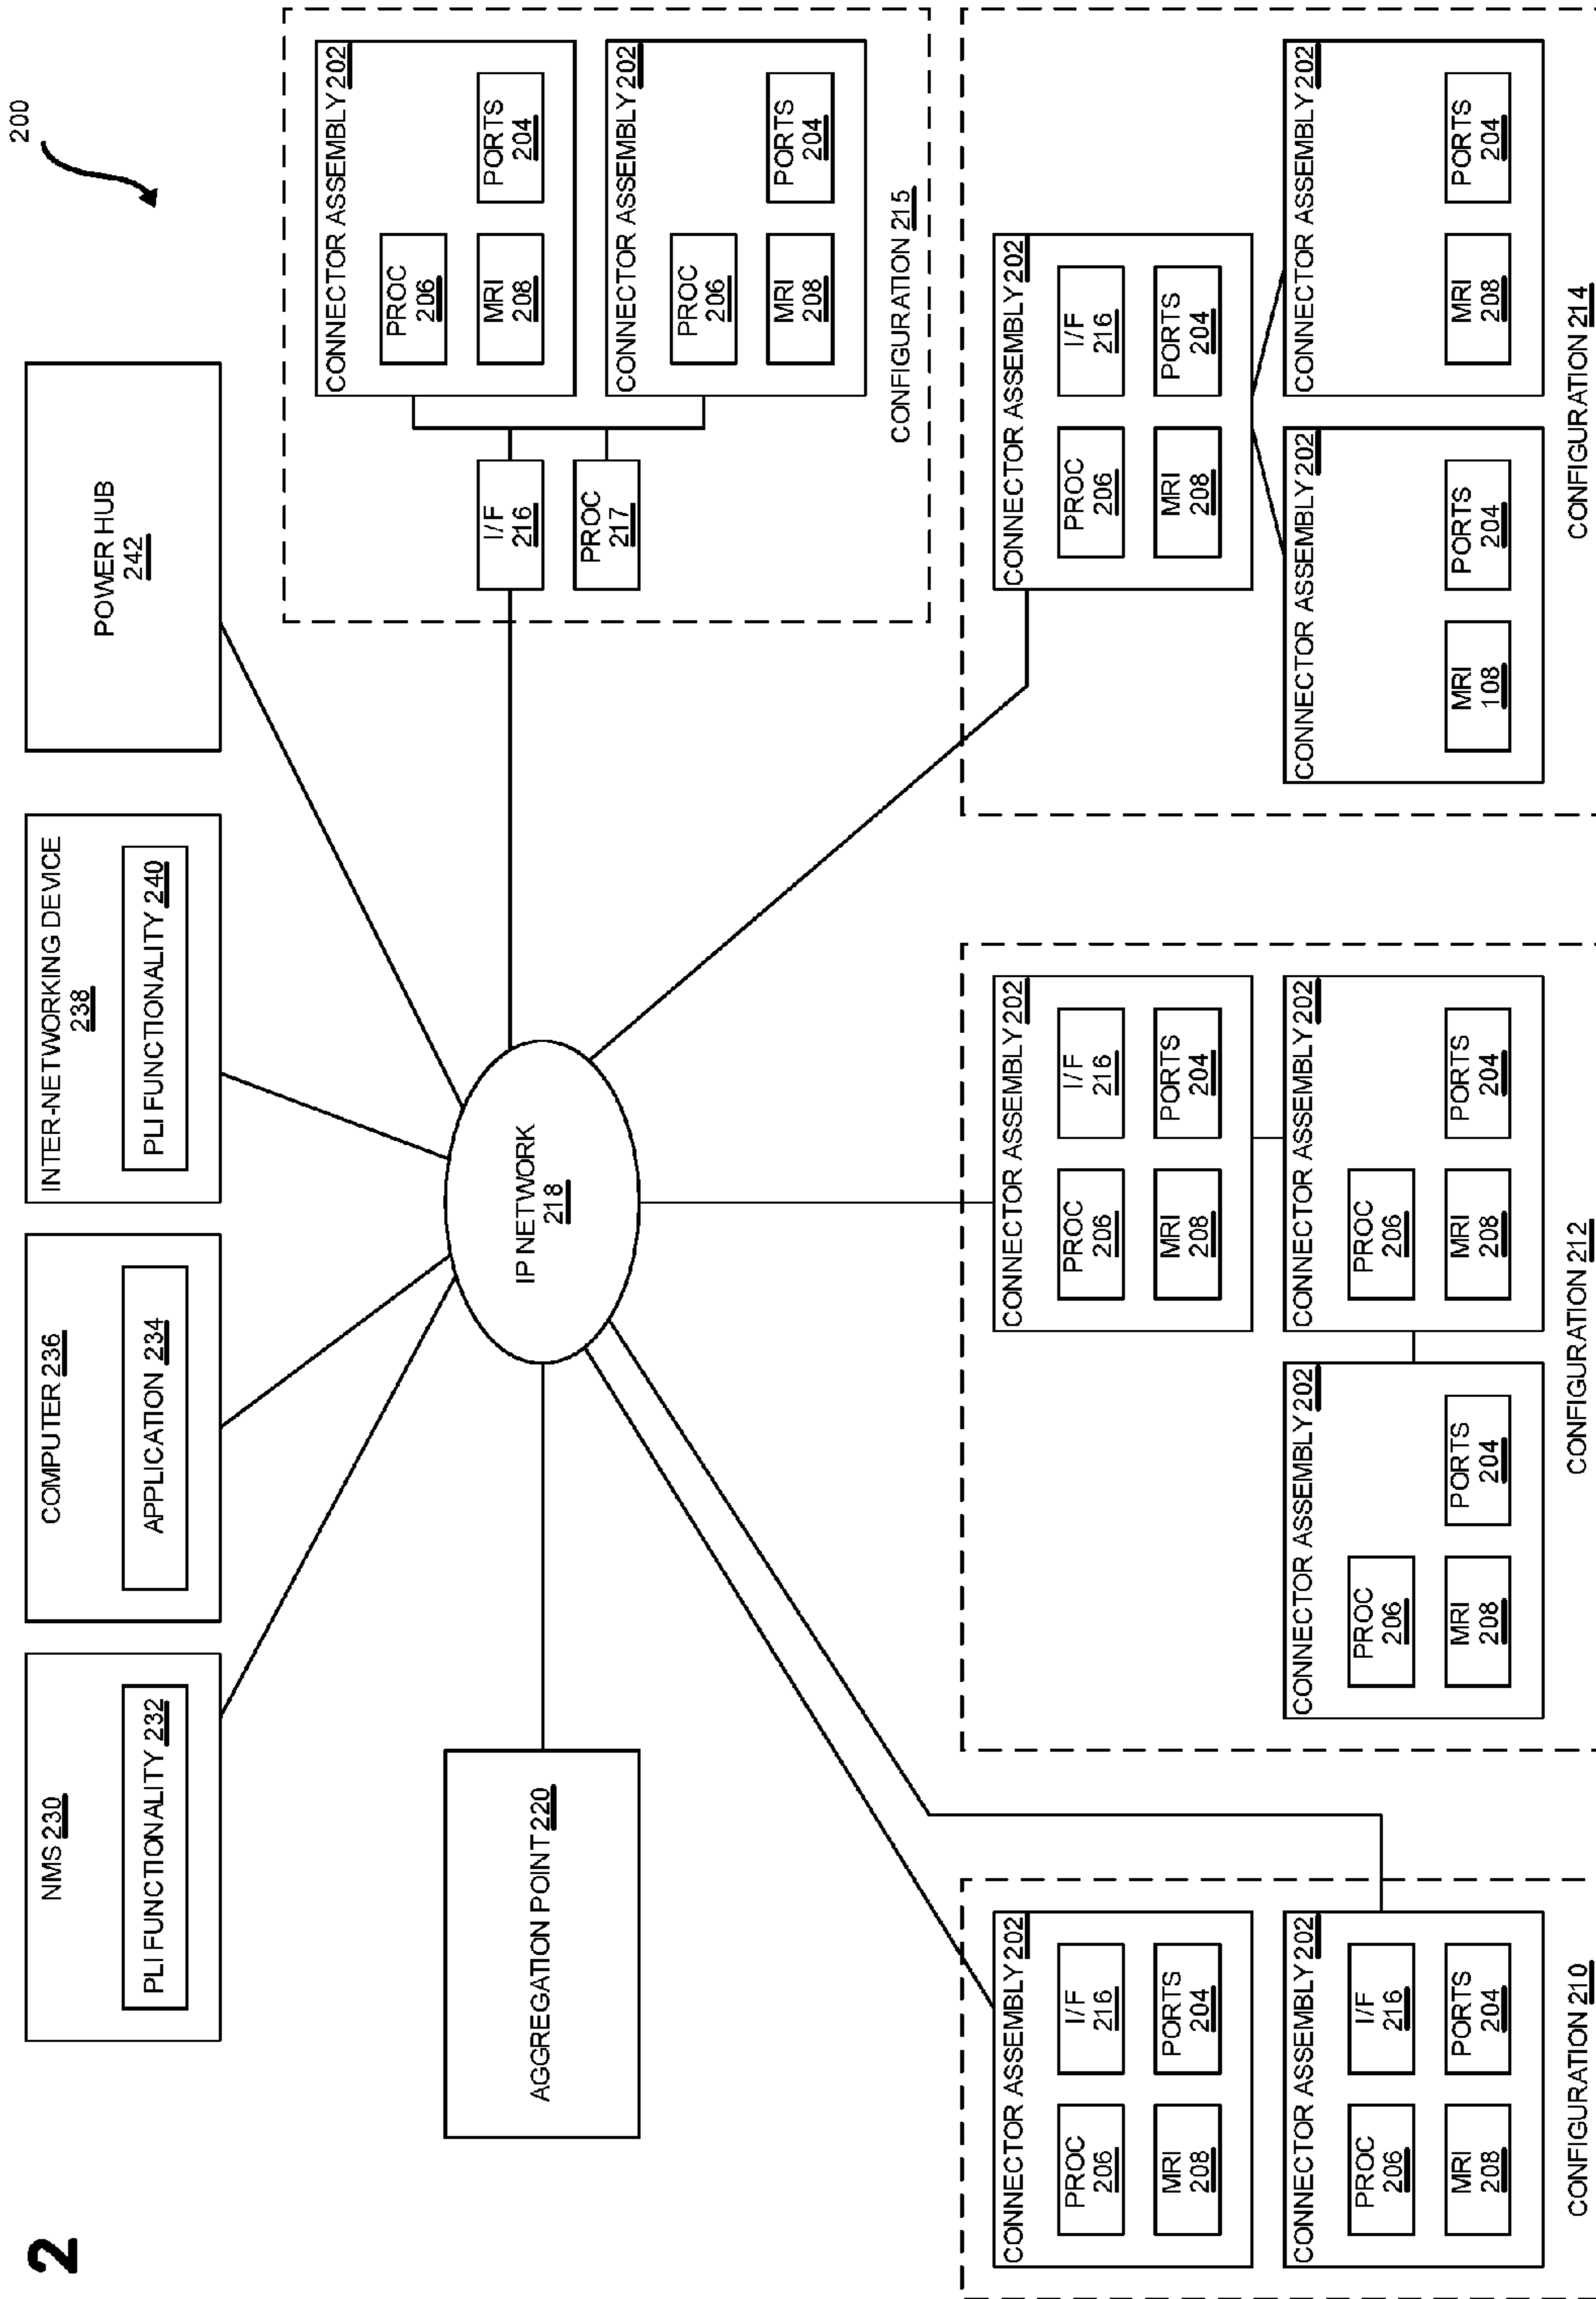 2
200
NMS 230
PLI FUNCTIONALITY 232
COMPUTER 236
APPLICATION 234
INTER-NETWORKING DEVICE
238
PLI FUNCTIONALITY 240
POWER HUB
242
AGGREGATION POINT 220
IP NETWORK
218
CONNECTOR ASSEMBLY 202
PROC
206
MRI
208
PORTS
204
CONNECTOR ASSEMBLY 202
PROC
206
MRI
208
PORTS
204
I/F
216
PROC
217
CONFIGURATION 215
CONNECTOR ASSEMBLY 202
PROC
206
I/F
216
MRI
208
PORTS
204
CONNECTOR ASSEMBLY 202
PROC
206
I/F
216
MRI
208
PORTS
204
CONFIGURATION 210
CONNECTOR ASSEMBLY 202
PROC
206
I/F
216
MRI
208
PORTS
204
CONNECTOR ASSEMBLY 202
PROC
206
MRI
208
PORTS
204
CONNECTOR ASSEMBLY 202
PROC
206
MRI
208
PORTS
204
CONFIGURATION 212
CONNECTOR ASSEMBLY 202
PROC
206
I/F
216
MRI
208
PORTS
204
CONNECTOR ASSEMBLY 202
MRI
108
PORTS
204
CONNECTOR ASSEMBLY 202
MRI
208
PORTS
204
CONFIGURATION 214